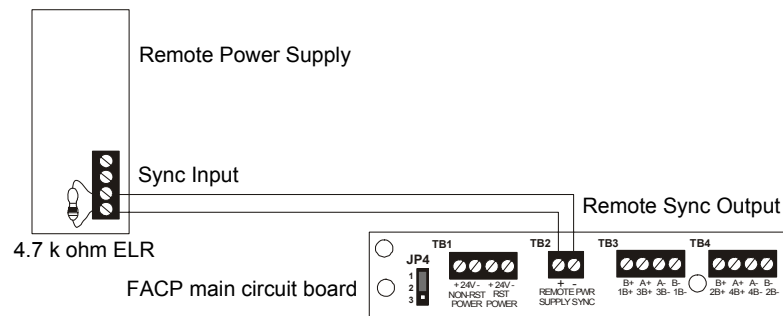 Remote Power Supply
Sync Input
Remote Sync Output
4.7 k ohm ELR
FACP main circuit board
JP4
1
2
3
TB1
+ 24V - + 24V -
NON-RST RST
POWER POWER
TB2
+ -
REMOTE PWR
SUPPLY SYNC
TB3
B+ A+ A- B-
1B+ 3B+ 3B- 1B-
TB4
B+ A+ A- B-
2B+ 4B+ 4B- 2B-